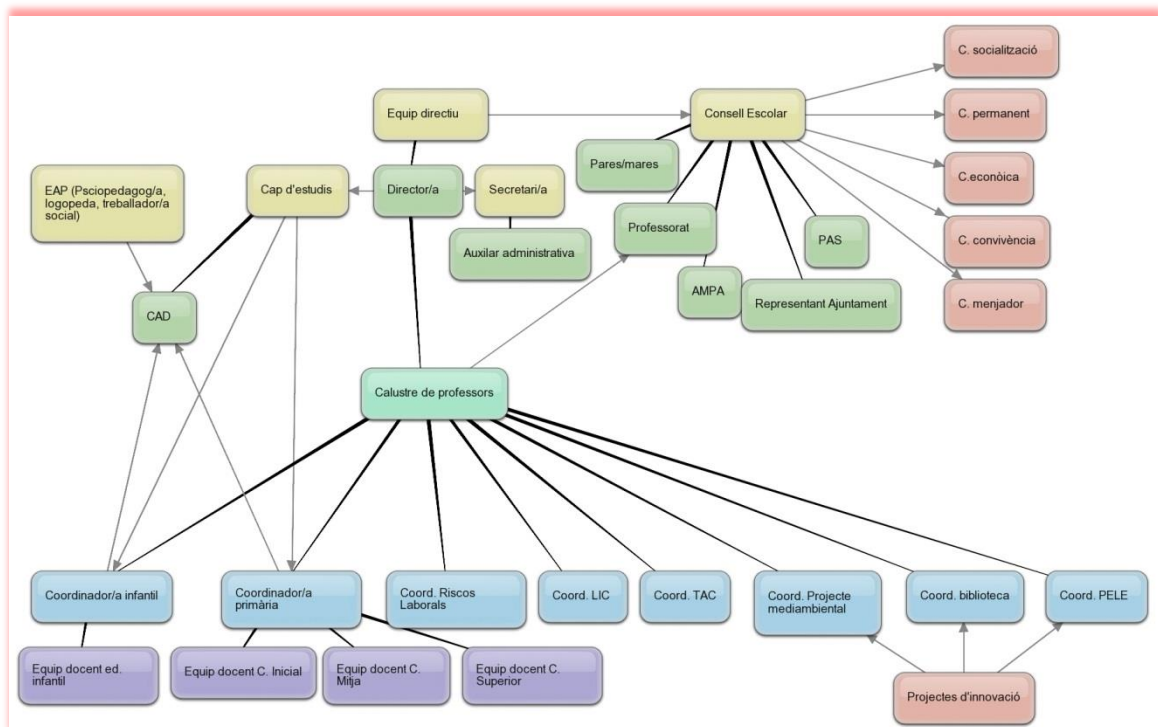 C. socialització
Equip directiu
Consell Escolar
C. permanent
Pares/mares
C.econòica
EAP (Psciopedagog/a,
logopeda, treballador/a
social)
Cap d'estudis
Director/a
Secretari/a
Professorat
PAS
C. convivència
Auxilar administrativa
AMPA
Representant Ajuntament
C. menjador
CAD
Calustre de professors
Coordinador/a infantil
Coordinador/a
primària
Coord. Riscos
Laborals
Coord. LIC
Coord. TAC
Coord. Projecte
mediambiental
Coord. biblioteca
Coord. PELE
Equip docent ed.
infantil
Equip docent C. Inicial
Equip docent C.
Mitja
Equip docent C.
Superior
Projectes d'innovació